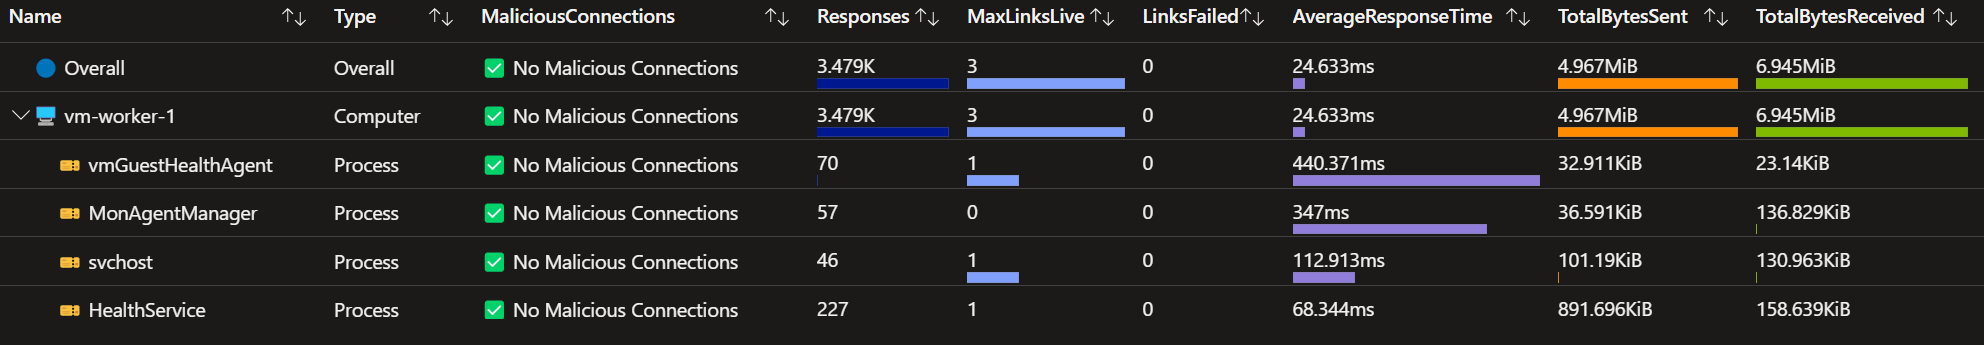 Name Type MaliciousConnections Responses MaxLinksLive LinksFailed AverageResponseTime TotalBytesSent TotalBytesReceived
Overall Overall No Malicious Connections 3.479K 3 0 24.633ms 4.967MiB 6.945MiB
vm-worker-1 Computer No Malicious Connections 3.479K 3 0 24.633ms 4.967MiB 6.945MiB
vmGuestHealthAgent Process No Malicious Connections 70 1 0 440.371ms 32.911KiB 23.14KiB
MonAgentManager Process No Malicious Connections 57 0 0 347ms 36.591KiB 136.829KiB
svchost Process No Malicious Connections 46 1 0 112.913ms 101.19KiB 130.963KiB
HealthService Process No Malicious Connections 227 1 0 68.344ms 891.696KiB 158.639KiB